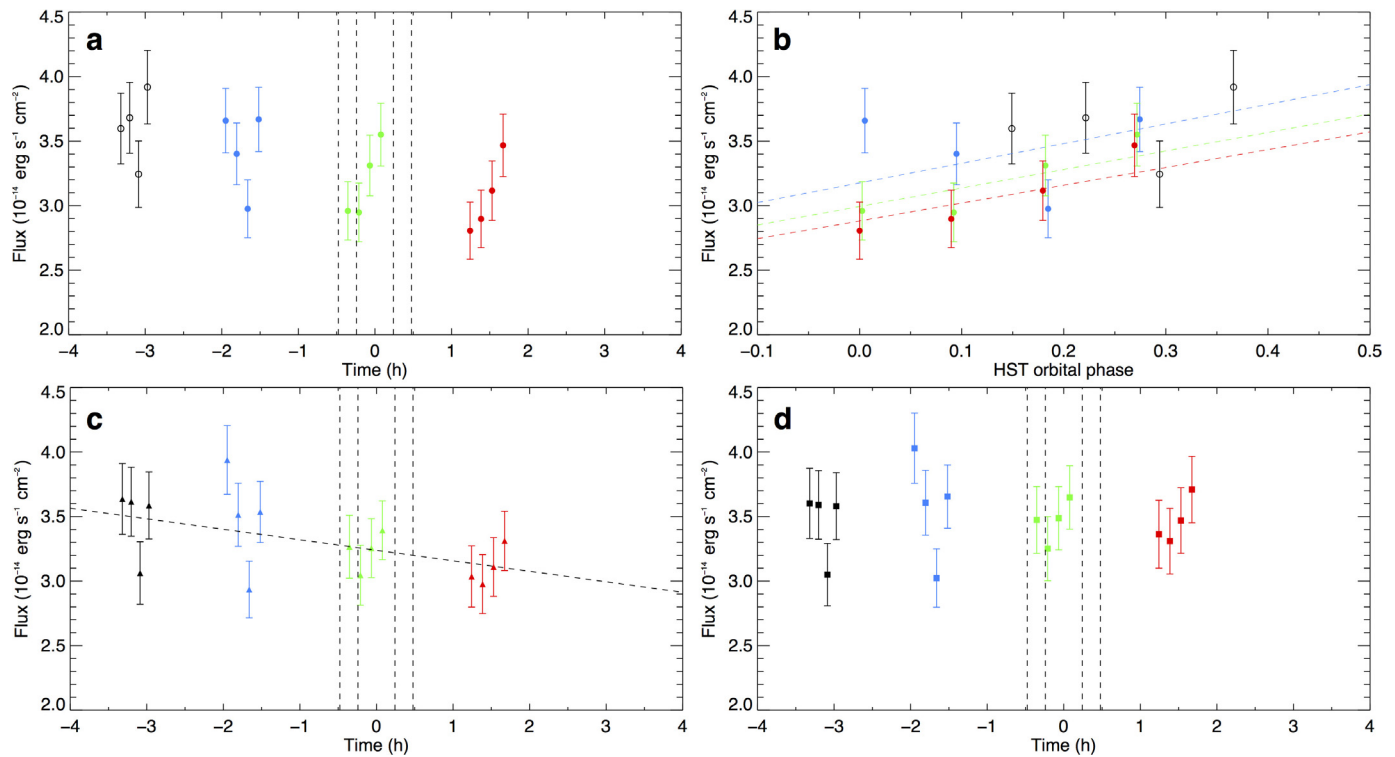 a
4.5
4.0
3.5
3.0
2.5
2.0
Flux (10⁻¹⁴ erg s⁻¹ cm⁻²)
−4 −3 −2 −1 0 1 2 3 4
Time (h)
b
4.5
4.0
3.5
3.0
2.5
2.0
Flux (10⁻¹⁴ erg s⁻¹ cm⁻²)
−0.1 0.0 0.1 0.2 0.3 0.4 0.5
HST orbital phase
c
4.5
4.0
3.5
3.0
2.5
2.0
Flux (10⁻¹⁴ erg s⁻¹ cm⁻²)
−4 −3 −2 −1 0 1 2 3 4
Time (h)
d
4.5
4.0
3.5
3.0
2.5
2.0
Flux (10⁻¹⁴ erg s⁻¹ cm⁻²)
−4 −3 −2 −1 0 1 2 3 4
Time (h)